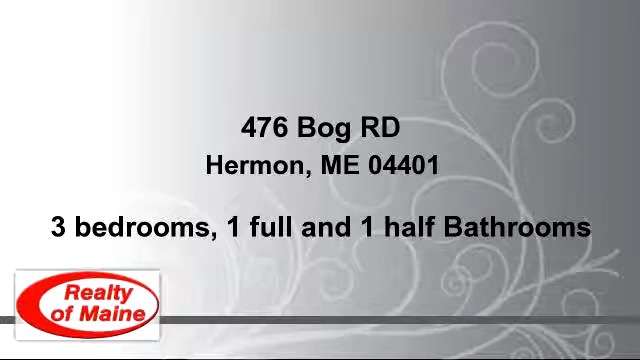 476 Bog RD
Hermon, ME 04401
3 bedrooms, 1 full and 1 half Bathrooms
Realty
of Maine